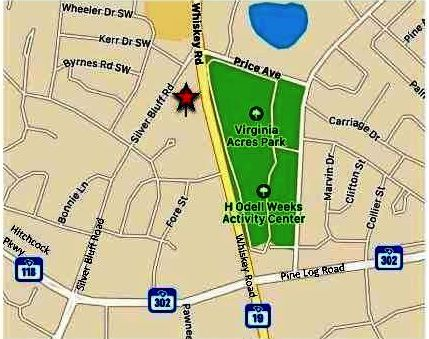 Wheeler Dr SW
Whiskey Rd
Kerr Dr SW
Byrnes Rd SW
Price Ave
Silver Bluff Rd
Virginia
Acres Park
Carriage Dr
Marvin Dr
Clifton St
Collier St
Bonnie Ln
Fore St
H Odell Weeks
Activity Center
Hitchcock
Pkwy
118
Silver Bluff Road
Whiskey Road
302
Pine Log Road
302
19